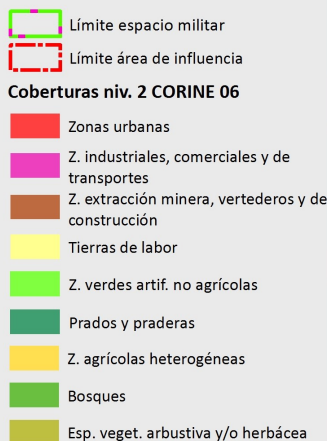 Límite espacio militar
Límite área de influencia
Coberturas niv. 2 CORINE 06
Zonas urbanas
Z. industriales, comerciales y de
transportes
Z. extracción minera, vertederos y de
construcción
Tierras de labor
Z. verdes artif. no agrícolas
Prados y praderas
Z. agrícolas heterogéneas
Bosques
Esp. veget. arbustiva y/o herbácea